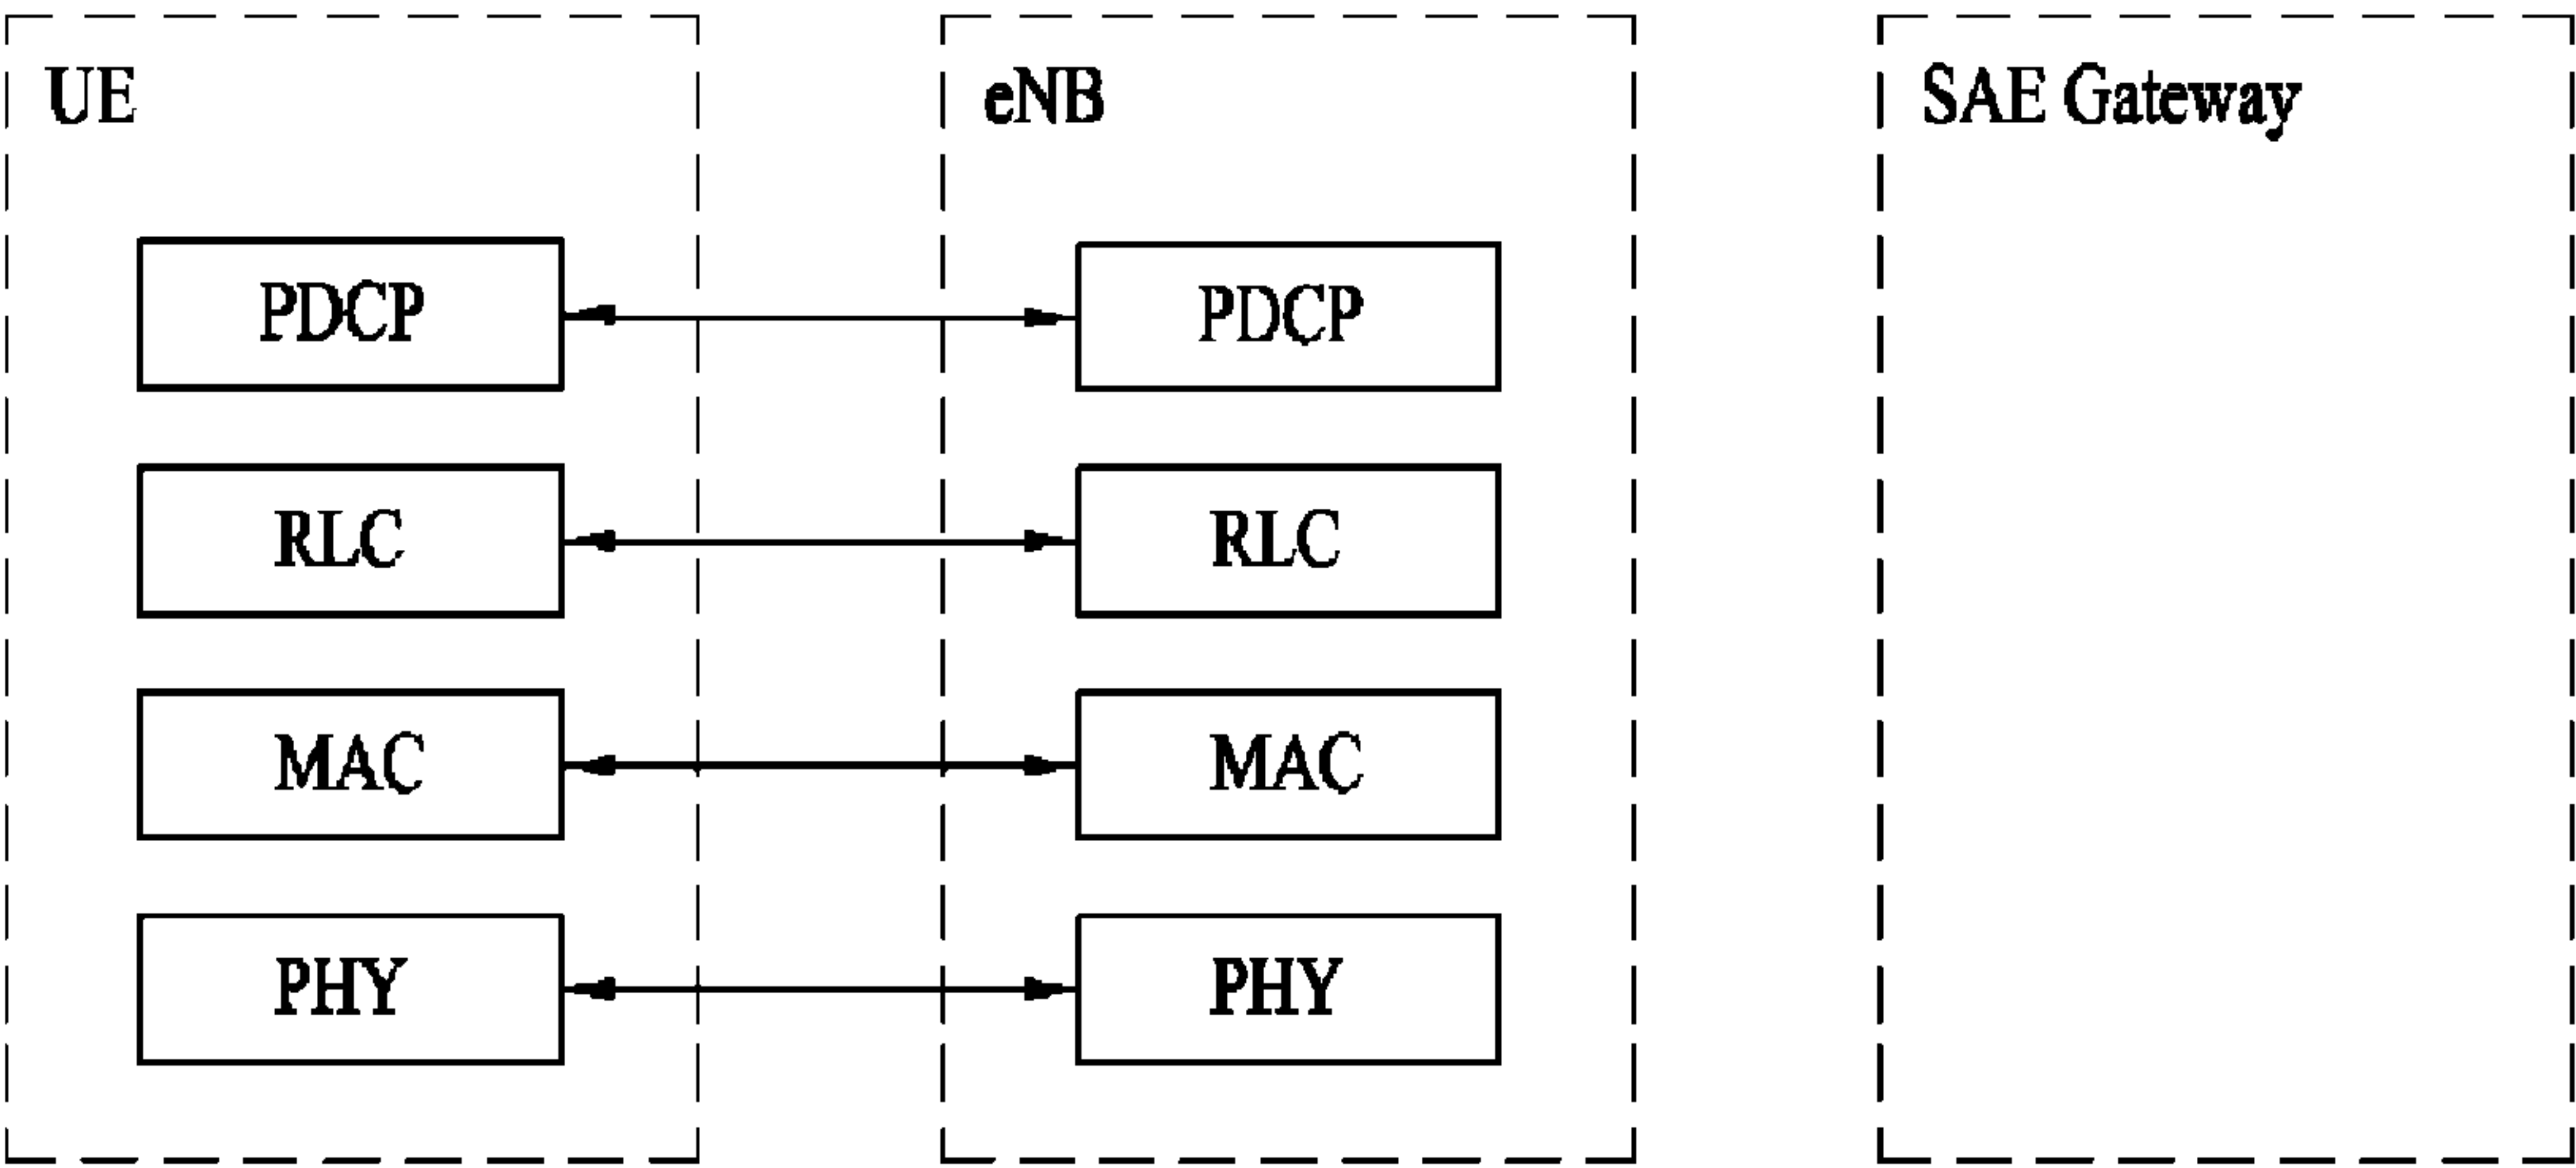 UE
eNB
SAE Gateway
PDCP
PDCP
RLC
RLC
MAC
MAC
PHY
PHY